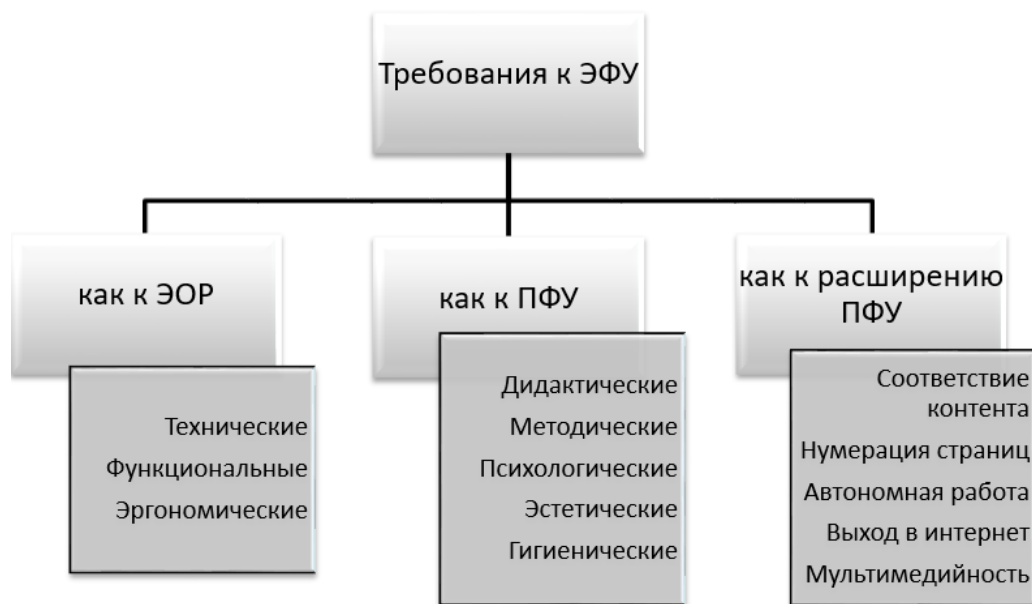 Требования к ЭФУ
как к ЭОР
Технические
Функциональные
Эргономические
как к ПФУ
Дидактические
Методические
Психологические
Эстетические
Гигиенические
как к расширению
ПФУ
Соответствие
контента
Нумерация страниц
Автономная работа
Выход в интернет
Мультимедийность